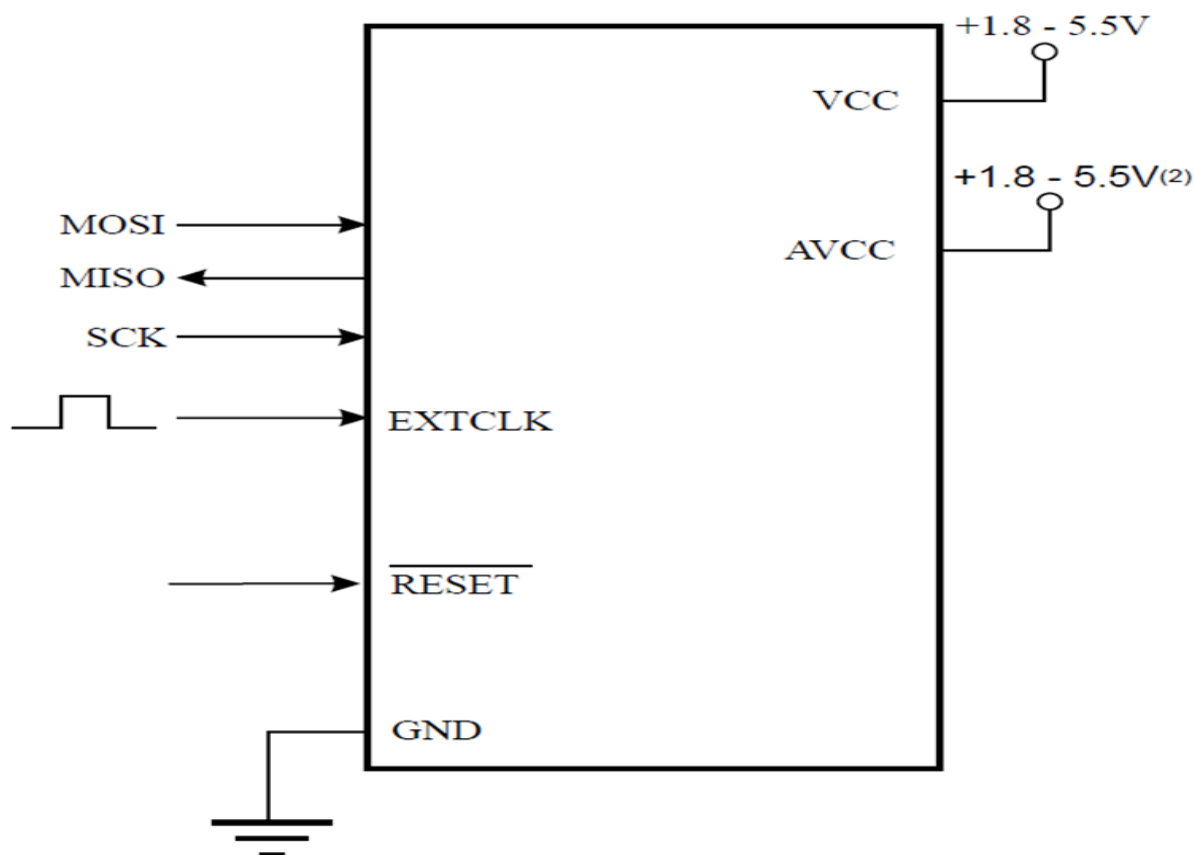 +1.8 - 5.5V
VCC
+1.8 - 5.5V(2)
MOSI
AVCC
MISO
SCK
EXTCLK
RESET
GND